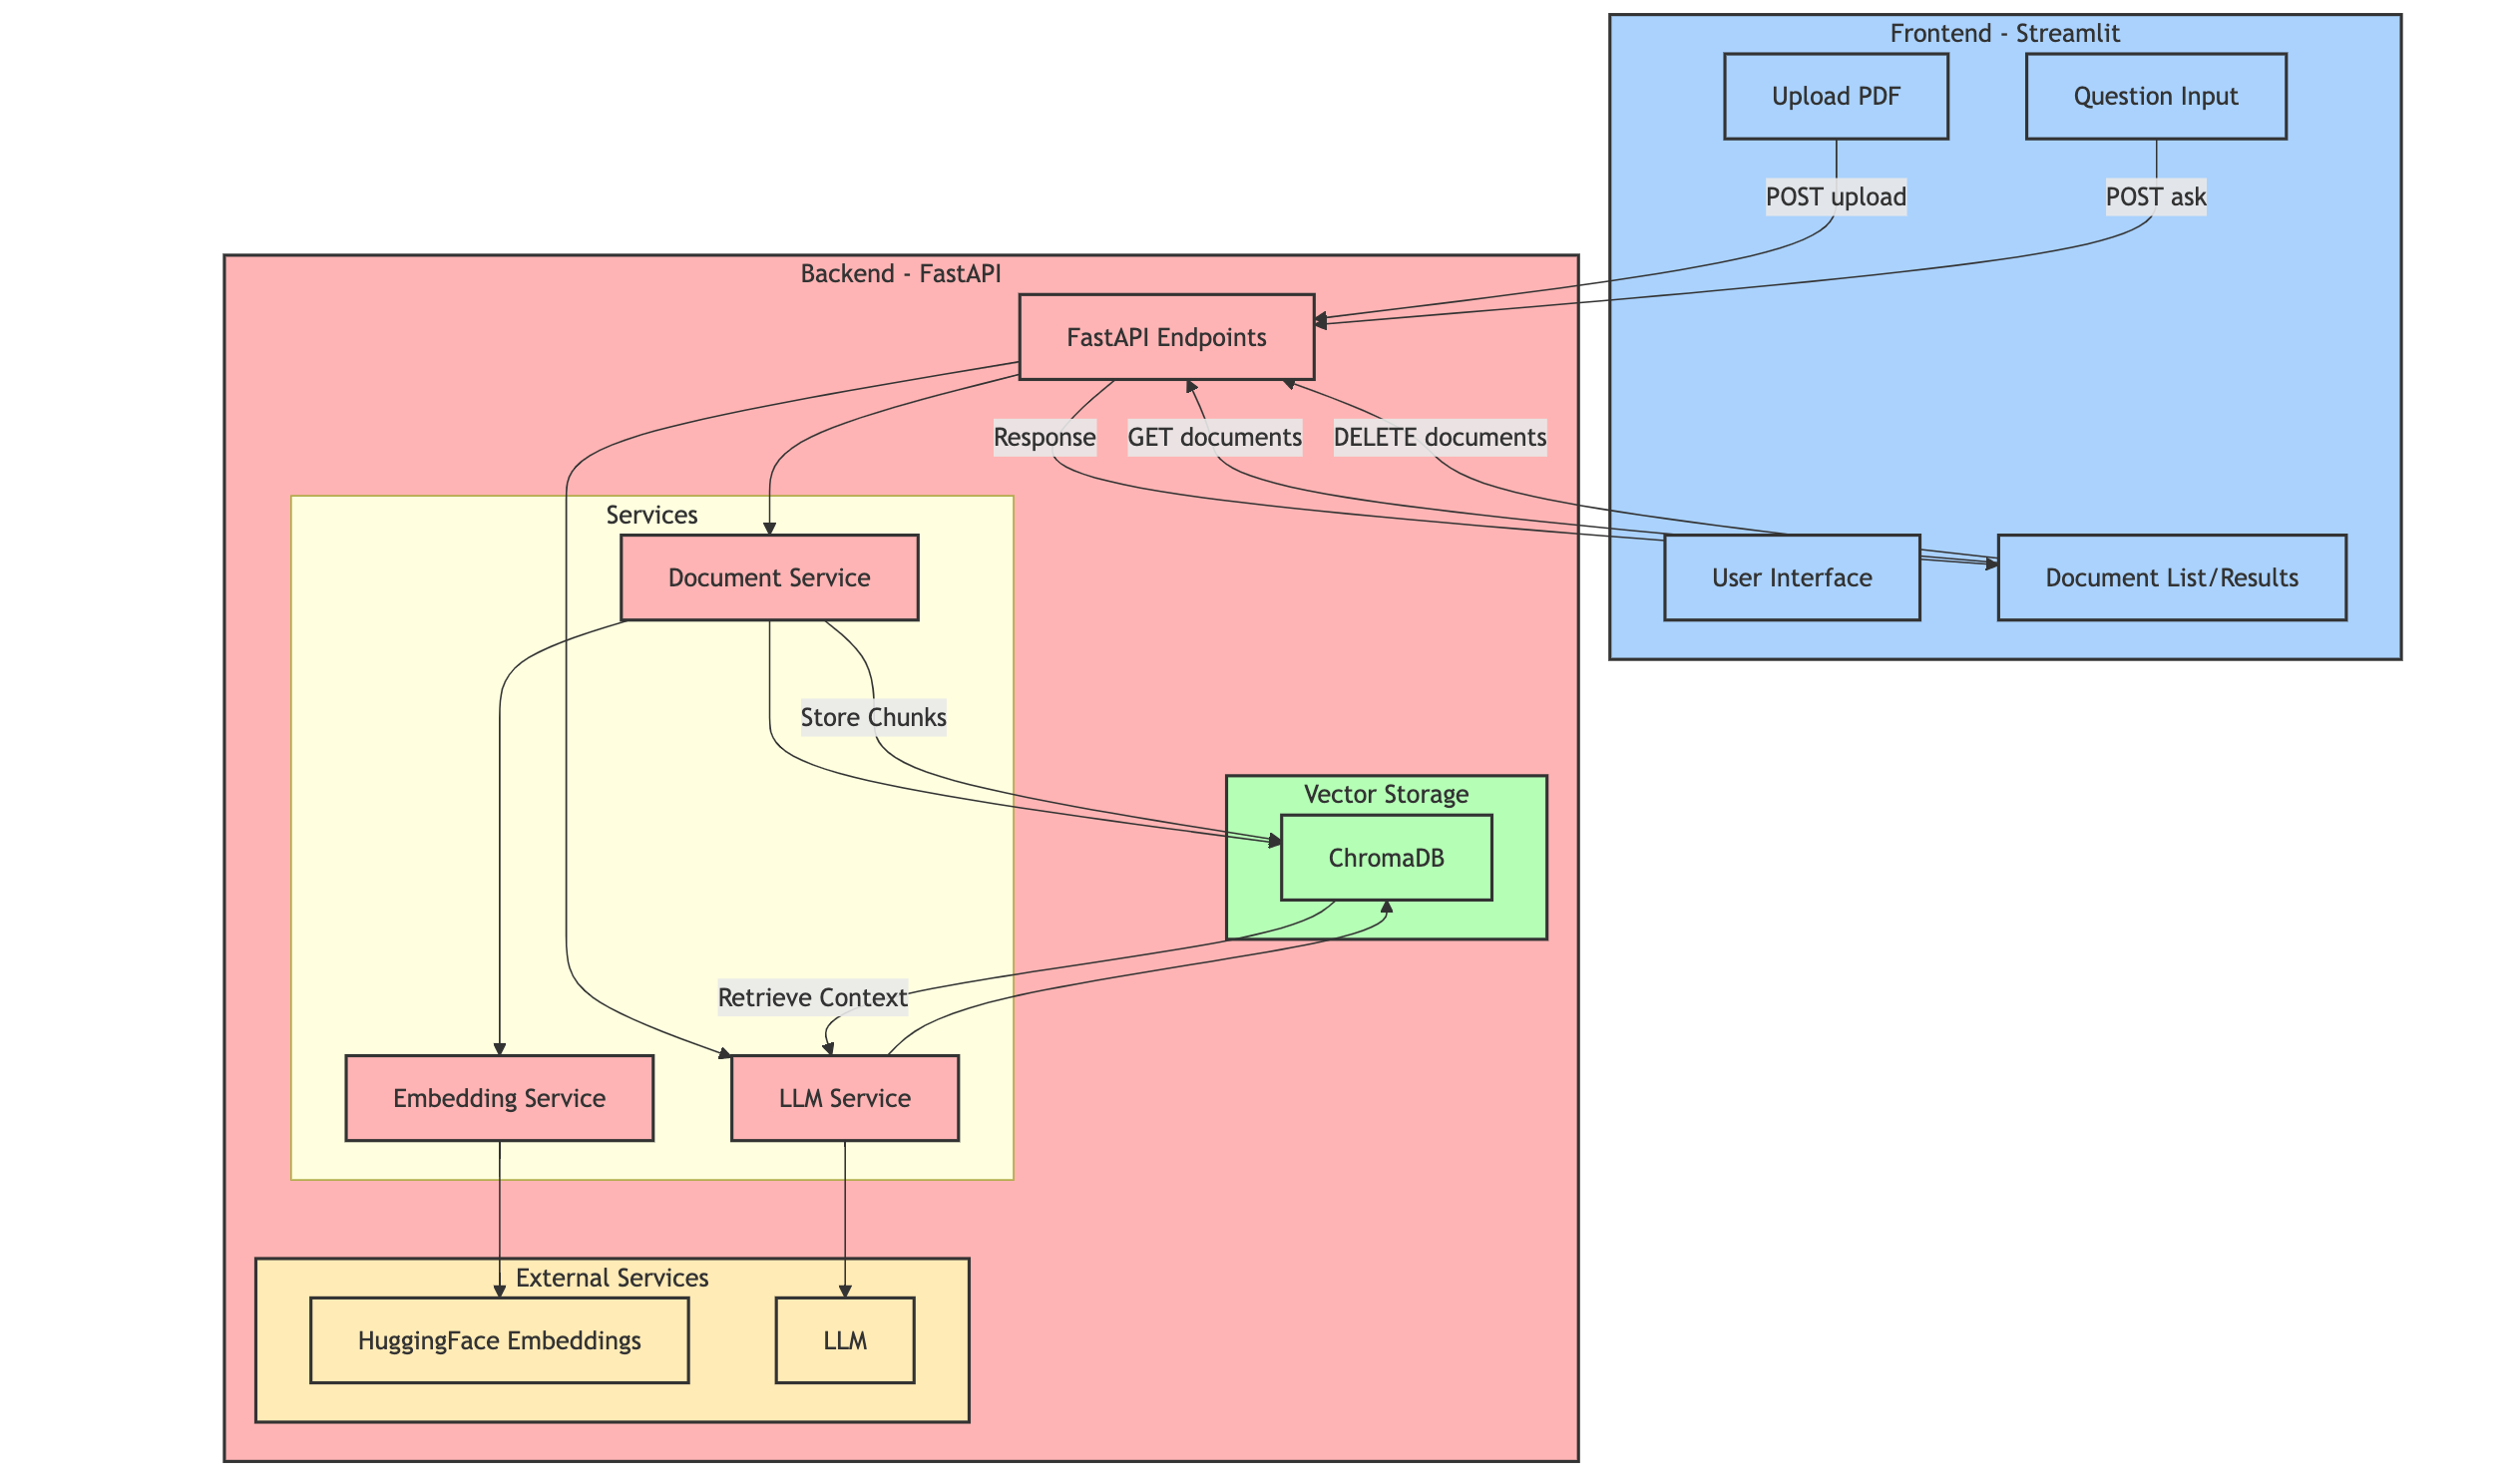 Frontend - Streamlit
Upload PDF
Question Input
POST upload
POST ask
Backend - FastAPI
FastAPI Endpoints
Response
GET documents
DELETE documents
Services
Document Service
User Interface
Document List/Results
Store Chunks
Vector Storage
ChromaDB
Retrieve Context
Embedding Service
LLM Service
External Services
HuggingFace Embeddings
LLM